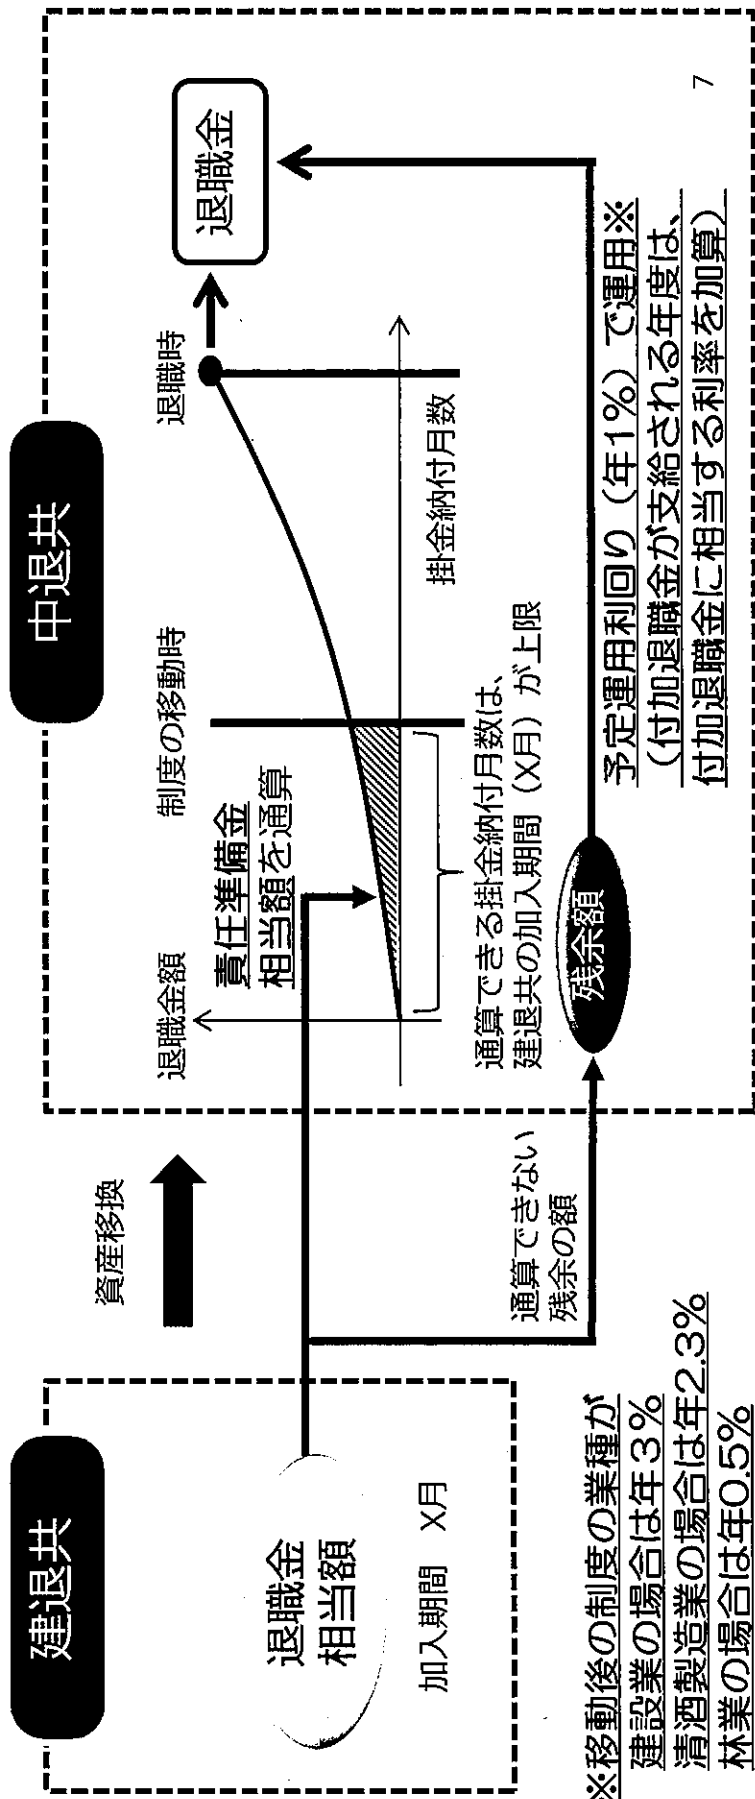 建退共
退職金
相当額
加入期間　X月
資産移換
通算できない
残余の額
中退共
退職金額
制度の移動時
退職時
退職金
責任準備金
相当額を通算
掛金納付月数
通算できる掛金納付月数は、
建退共の加入期間（X月）が上限
残余額
予定運用利回り（年1%）で運用※
（付加退職金が支給される年度は、
付加退職金に相当する利率を加算）
※移動後の制度の業種が
建設業の場合は年3%
清酒製造業の場合は年2.3%
林業の場合は年0.5%
7